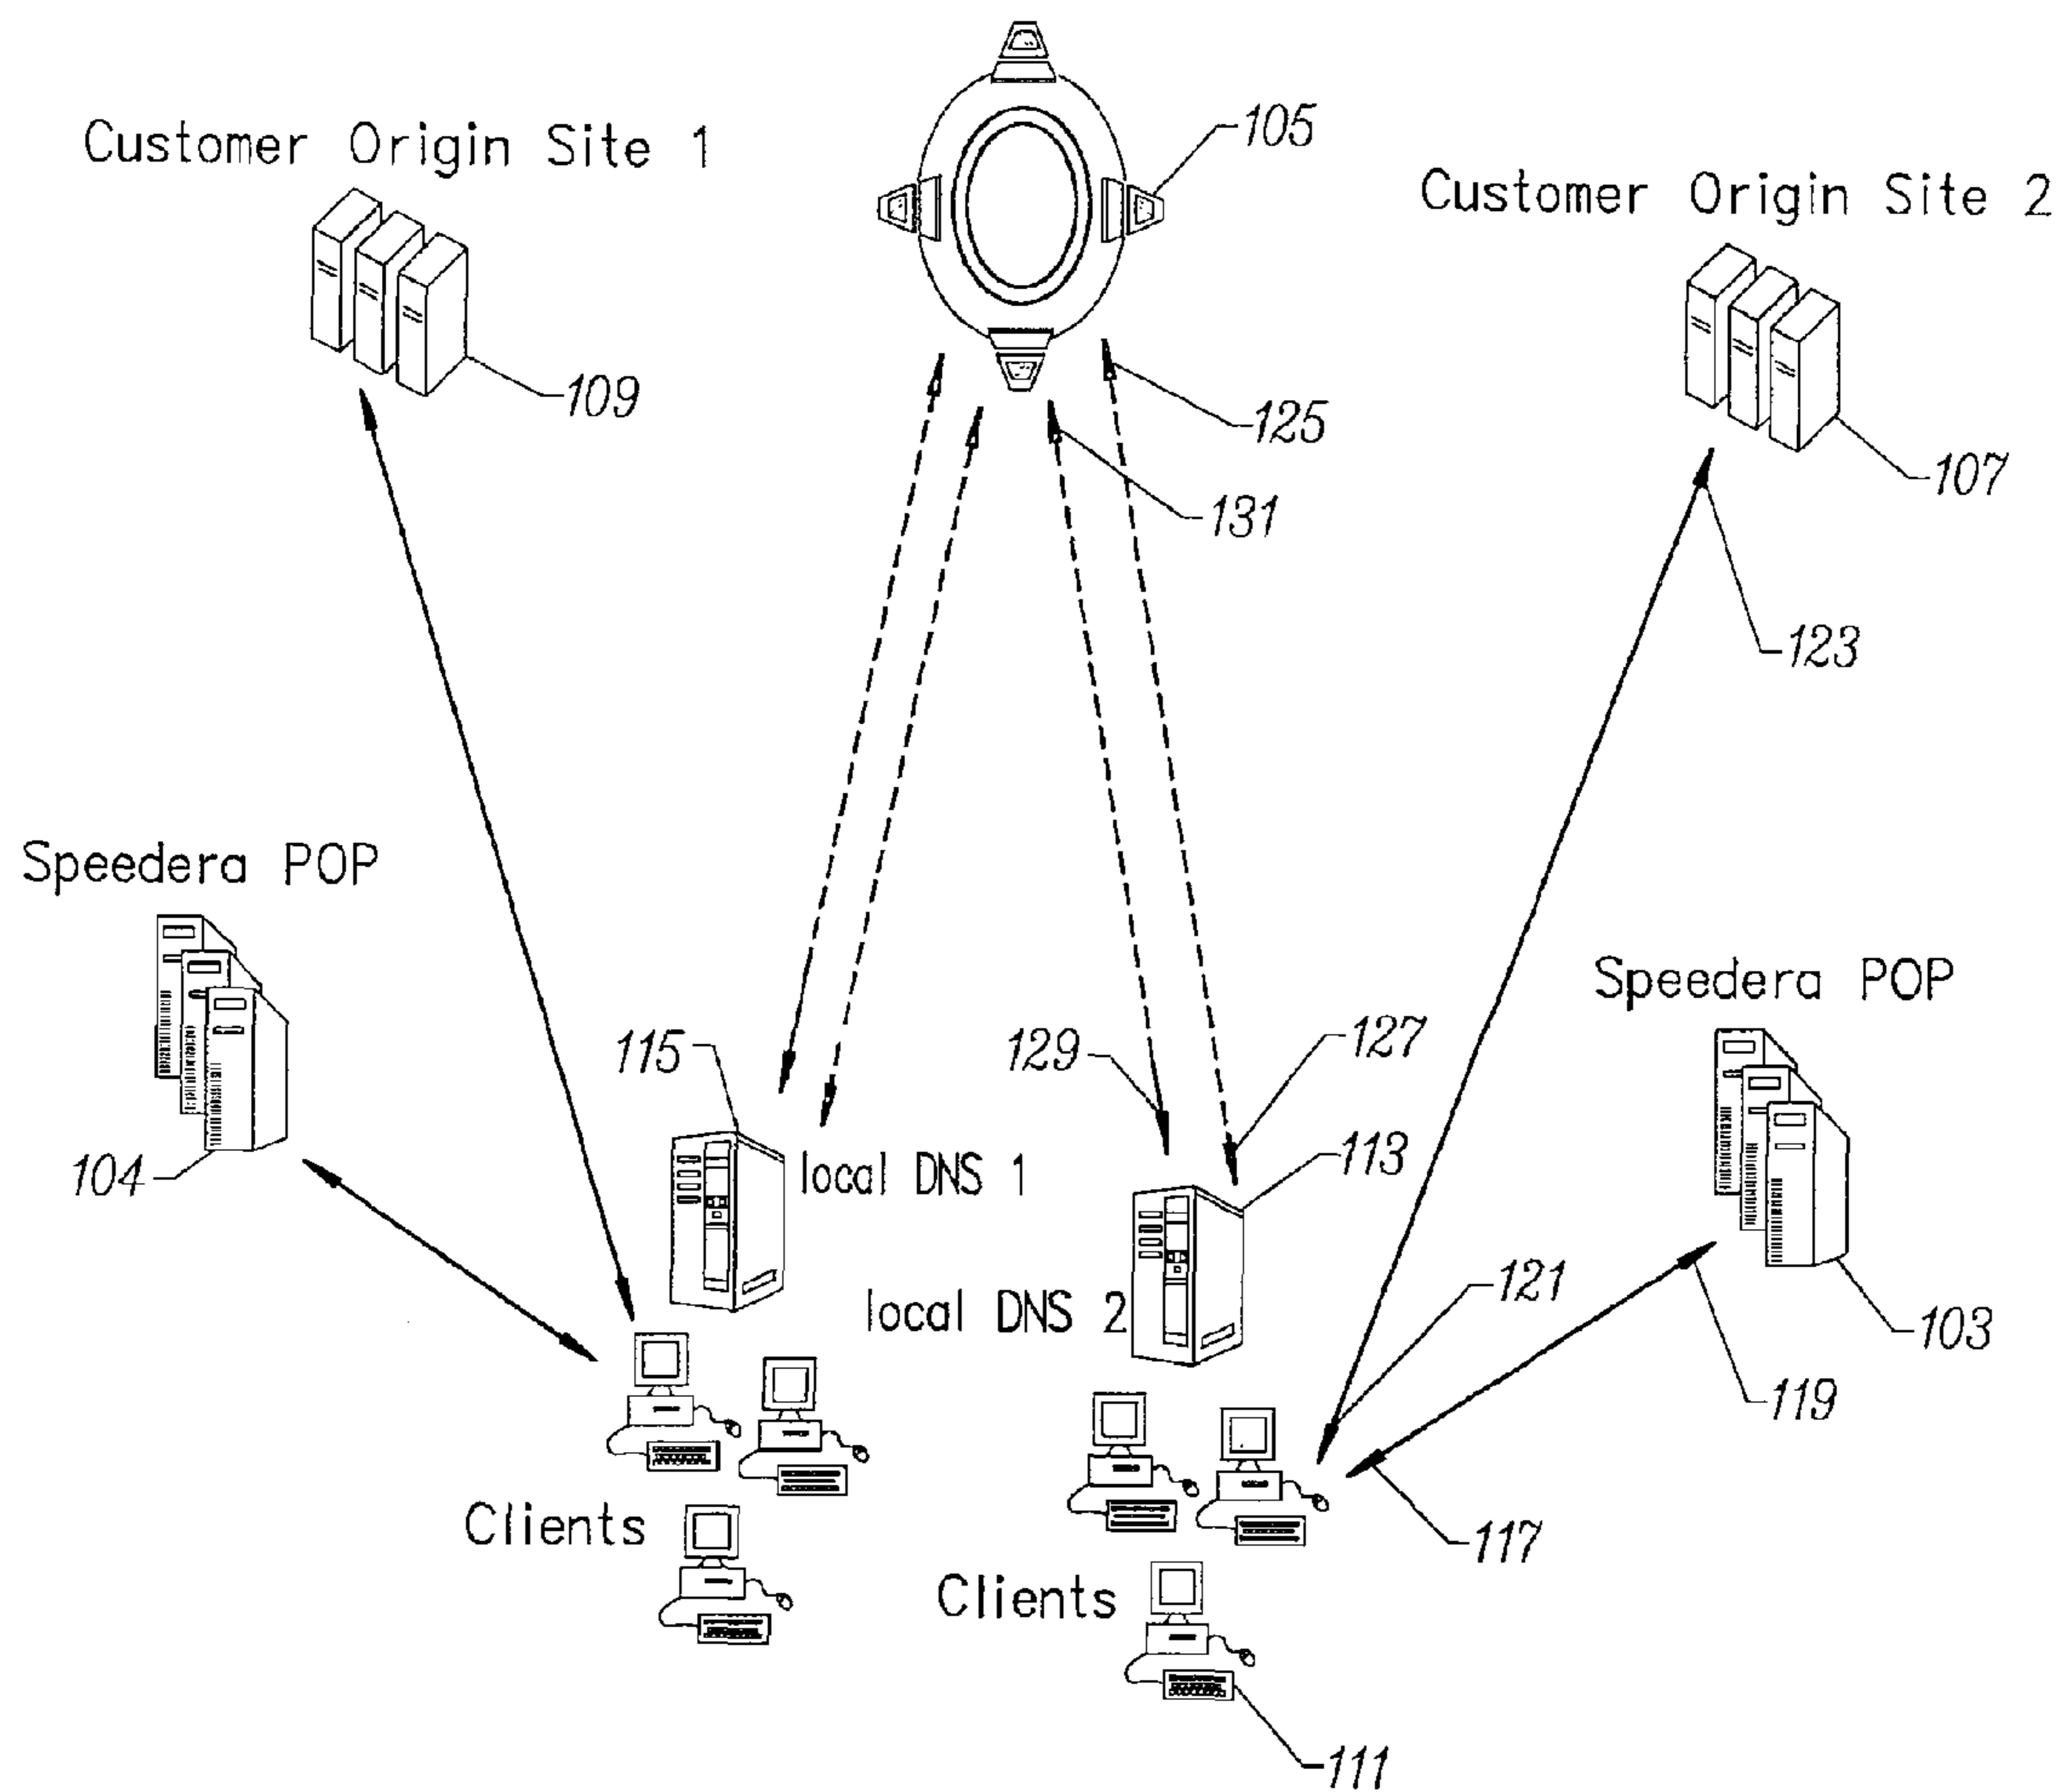 105
Customer Origin Site 1
Customer Origin Site 2
109
125
107
131
123
Speedera POP
Speedera POP
115
129
127
113
104
local DNS 1
121
local DNS 2
103
119
Clients
117
Clients
111